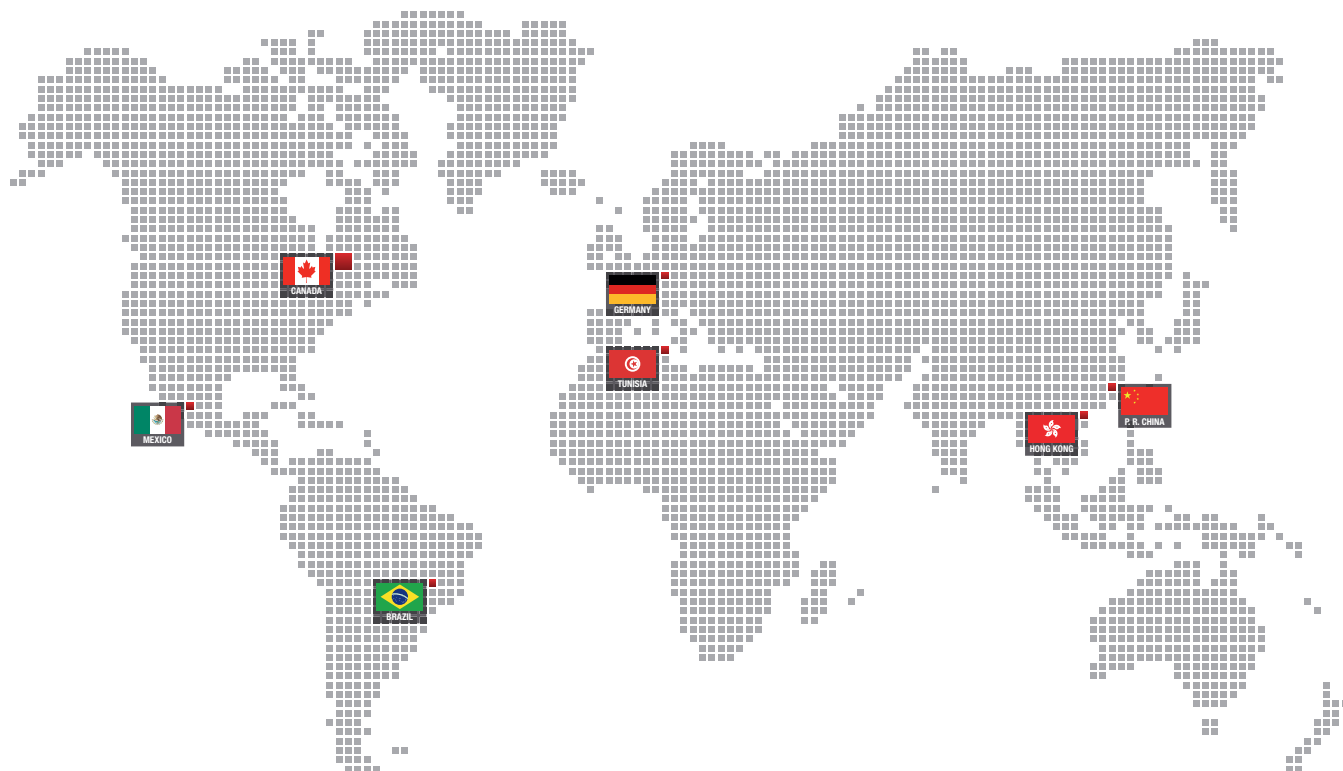 CANADA
GERMANY
TUNISIA
MEXICO
P. R. CHINA
HONG KONG
BRAZIL